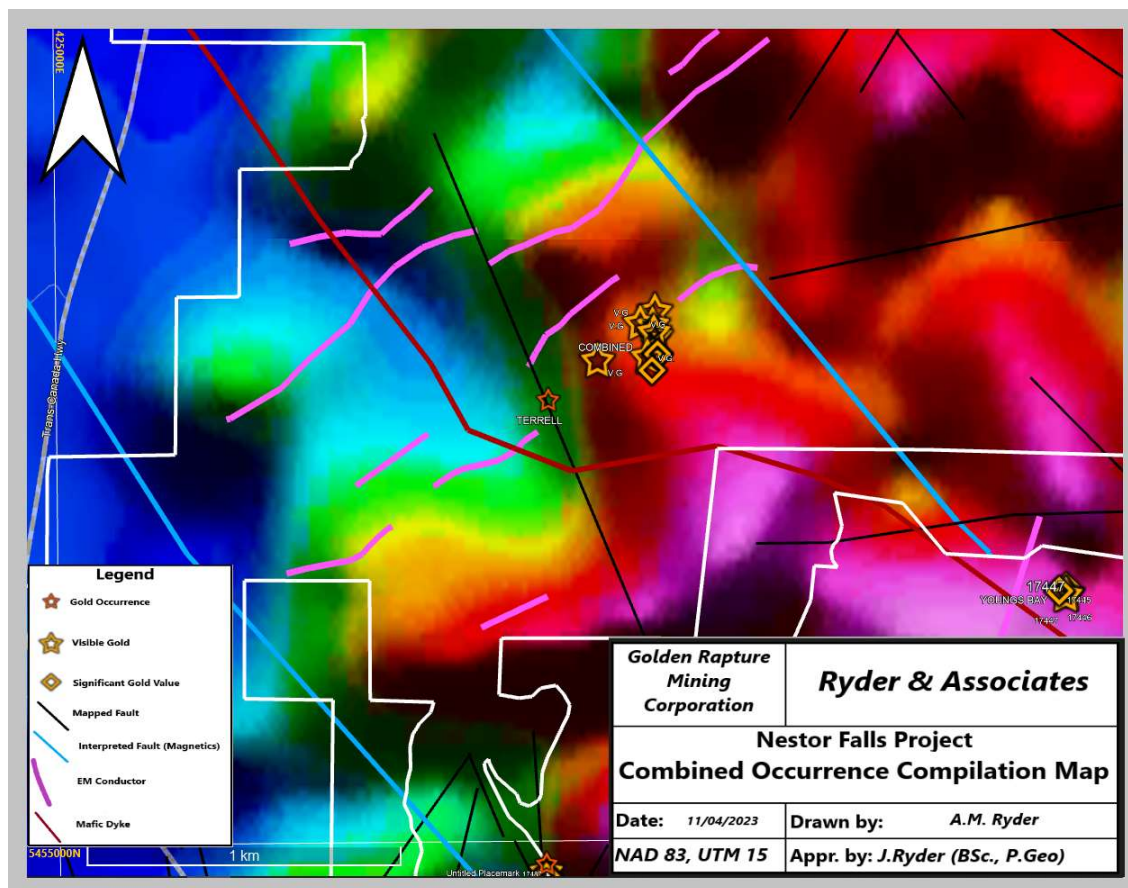 425000E
Trans-Canada Hwy
V.G
V.G
V.G
COMBINED
V.G
V.G
TERRELL
17447
YOUNGS BAY
17445
17446
Legend
Gold Occurrence
Visible Gold
Significant Gold Value
Mapped Fault
Interpreted Fault (Magnetics)
EM Conductor
Mafic Dyke
5455000N
1 km
Untitled Placemark
Golden Rapture
Mining
Corporation
Ryder & Associates
Nestor Falls Project
Combined Occurrence Compilation Map
Date: 11/04/2023
Drawn by: A.M. Ryder
NAD 83, UTM 15
Appr. by: J.Ryder (BSc., P.Geo)